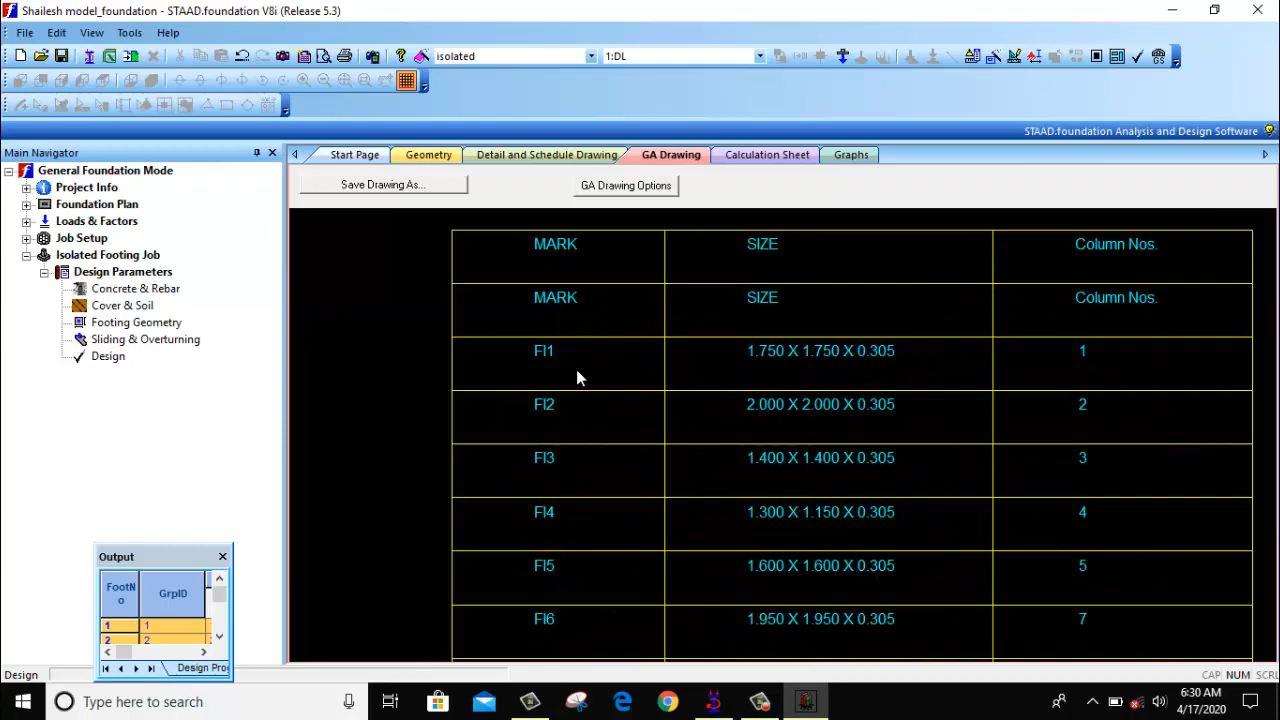 Shailesh model_foundation - STAAD.foundation V8i (Release 5.3)
File Edit View Tools Help
isolated 1:DL
STAAD.foundation Analysis and Design Software
Main Navigator
Start Page Geometry Detail and Schedule Drawing GA Drawing Calculation Sheet Graphs
General Foundation Mode
Project Info
Foundation Plan
Loads & Factors
Job Setup
Isolated Footing Job
Design Parameters
Concrete & Rebar
Cover & Soil
Footing Geometry
Sliding & Overturning
Design
Save Drawing As... GA Drawing Options
MARK SIZE Column Nos.
MARK SIZE Column Nos.
FI1 1.750 X 1.750 X 0.305 1
FI2 2.000 X 2.000 X 0.305 2
FI3 1.400 X 1.400 X 0.305 3
FI4 1.300 X 1.150 X 0.305 4
FI5 1.600 X 1.600 X 0.305 5
FI6 1.950 X 1.950 X 0.305 7
Output
FootN
o GrpID
1 1
2 2
Design Pro
Design CAP NUM SCRL
Type here to search
6:30 AM
4/17/2020